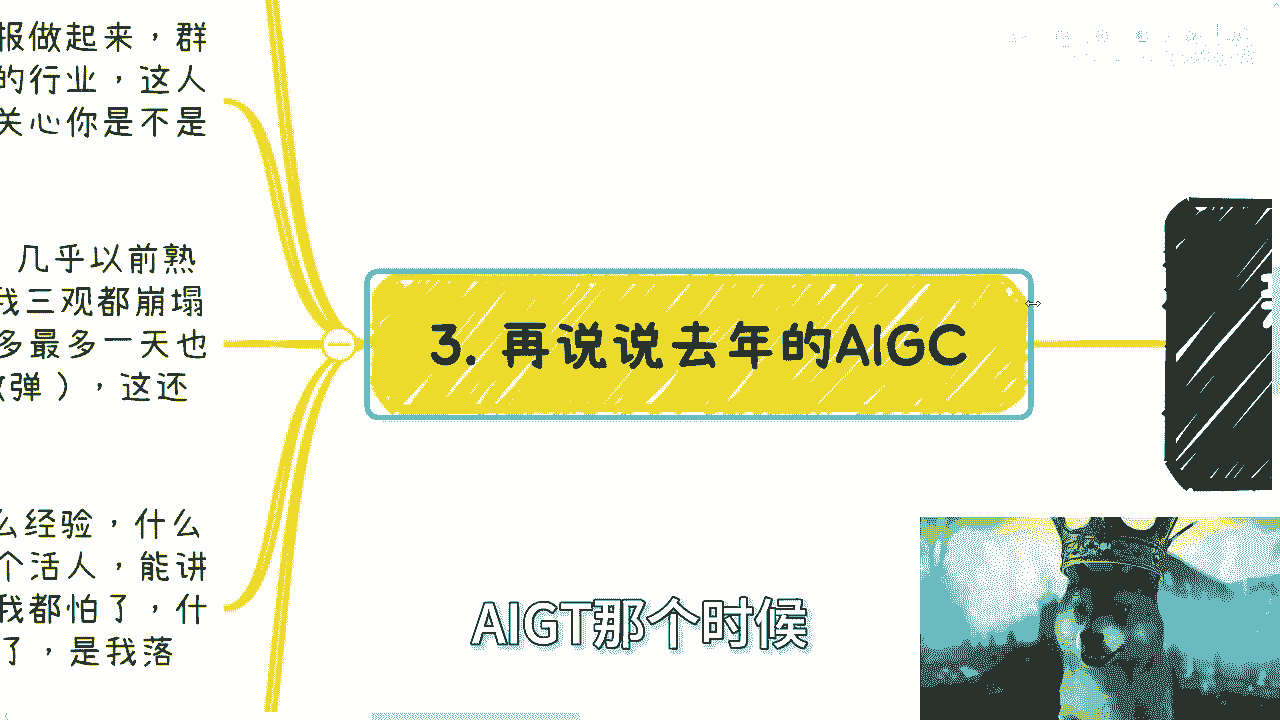 报做起来，群
的行业，这人
关心你是不是
几乎以前熟
我三观都崩塌
多最多一天也
弹），这还
么经验，什么
个活人，能讲
我都怕了，什
了，是我落
3. 再说说去年的AIGC
AIGT那个时候